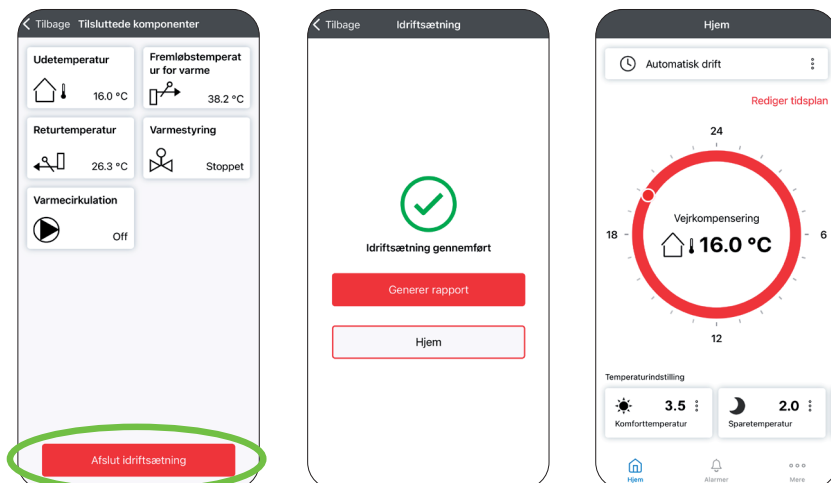 Tilbage Tilsluttede komponenter
Udetemperatur
16.0 °C
Fremløbstemperat
ur for varme
38.2 °C
Returtemperatur
26.3 °C
Varmestyring
Stoppet
Varmecirkulation
Off
Afslut idriftsætning
Tilbage Idriftsætning
Idriftsætning gennemført
Generer rapport
Hjem
Hjem
Automatisk drift
Rediger tidsplan
24
Vejrkompensering
18
16.0 °C
6
12
Temperaturindstilling
3.5
Komforttemperatur
2.0
Sparetemperatur
Hjem
Alarmer
Mere